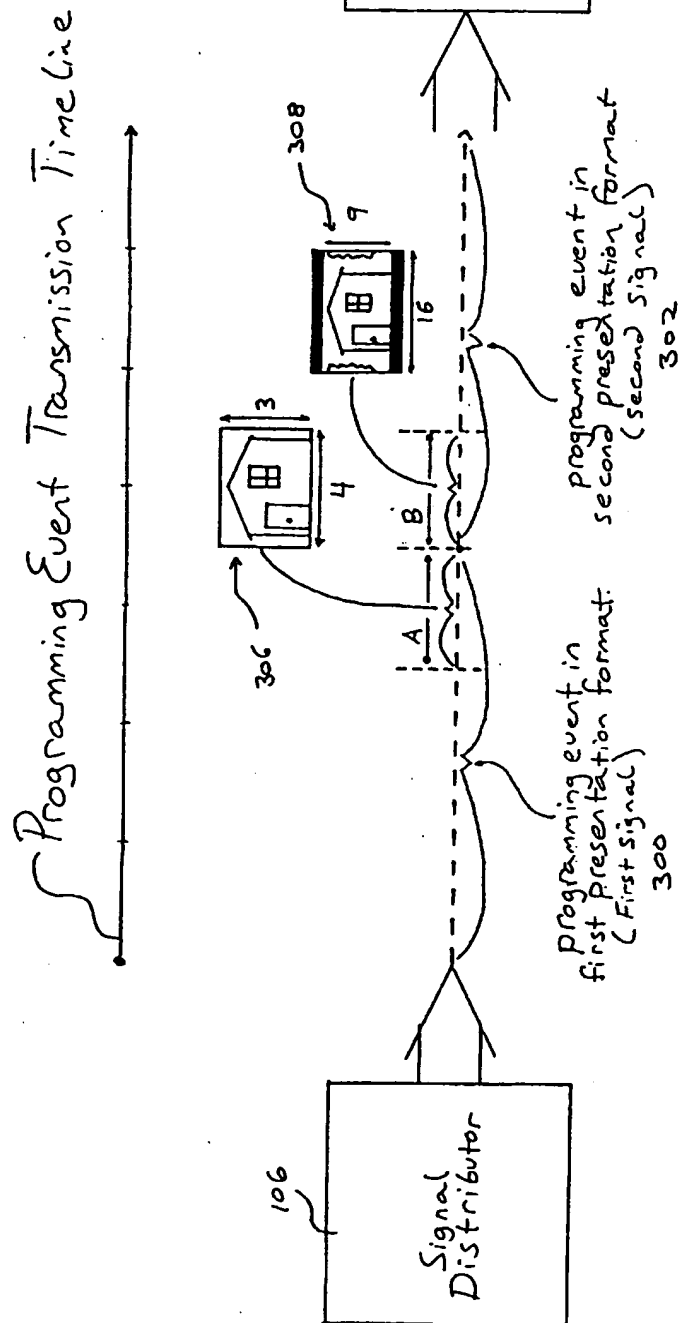 Programming Event Transmission Timeline
106
Signal
Distributor
306
3
4
308
9
16
A
B
programming event in
first presentation format.
(First signal)
300
programming event in
second presentation format
(second signal)
302